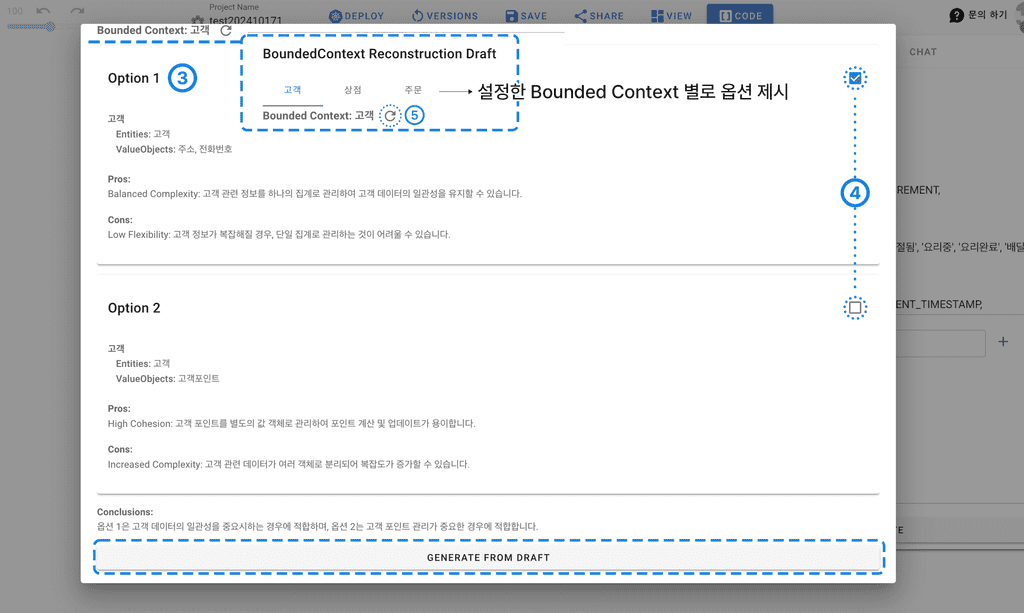 100
Project Name
test202410171
DEPLOY
VERSIONS
SAVE
SHARE
VIEW
CODE
문의 하기
CHAT
Bounded Context: 고객
BoundedContext Reconstruction Draft
고객
상점
주문
설정한 Bounded Context 별로 옵션 제시
Bounded Context: 고객
5
Option 1
3
고객
Entities: 고객
ValueObjects: 주소, 전화번호
Pros:
Balanced Complexity: 고객 관련 정보를 하나의 집계로 관리하여 고객 데이터의 일관성을 유지할 수 있습니다.
4
Cons:
Low Flexibility: 고객 정보가 복잡해질 경우, 단일 집계로 관리하는 것이 어려울 수 있습니다.
REMENT,
절됨', '요리중', '요리완료', '배달
ENT_TIMESTAMP,
Option 2
고객
Entities: 고객
ValueObjects: 고객포인트
Pros:
High Cohesion: 고객 포인트를 별도의 값 객체로 관리하여 포인트 계산 및 업데이트가 용이합니다.
Cons:
Increased Complexity: 고객 관련 데이터가 여러 객체로 분리되어 복잡도가 증가할 수 있습니다.
Conclusions:
옵션 1은 고객 데이터의 일관성을 중요시하는 경우에 적합하며, 옵션 2는 고객 포인트 관리가 중요한 경우에 적합합니다.
TE
GENERATE FROM DRAFT